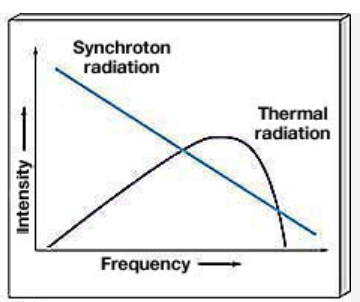 Synchroton
radiation
Thermal
radiation
Intensity
Frequency